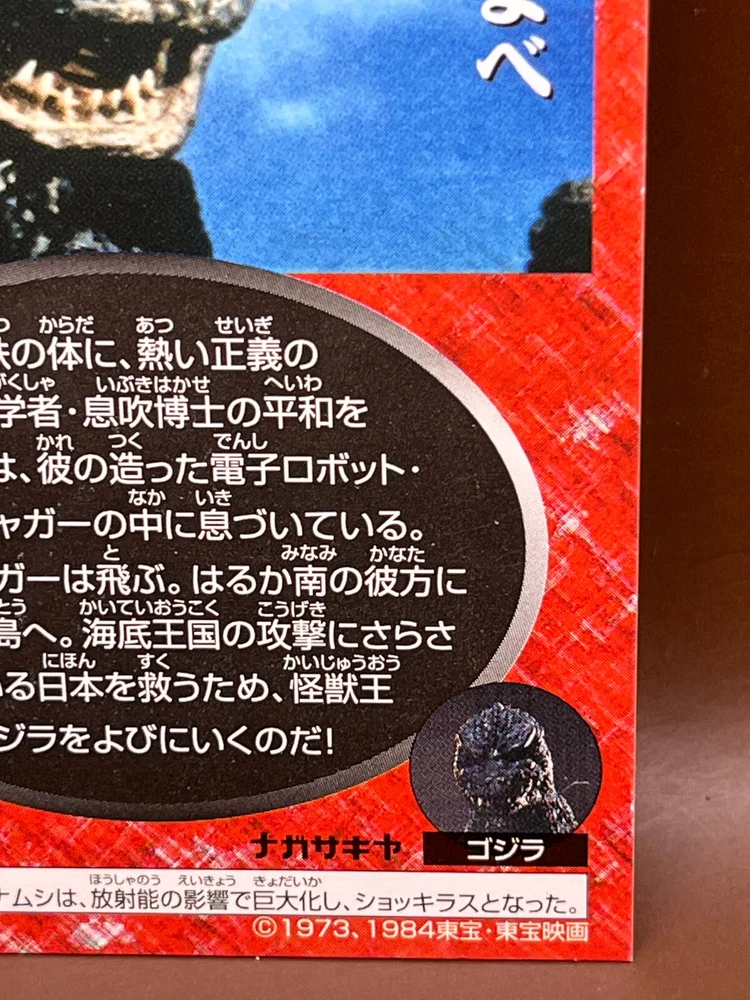 べ
の体に、熱い正義の
学者・息吹博士の平和を
は、彼の造った電子ロボット・
ャガーの中に息づいている。
ガーは飛ぶ。はるか南の彼方に
島へ。海底王国の攻撃にさらさ
いる日本を救うため、怪獣王
ジラをよびにいくのだ!
ナガサキヤ
ゴジラ
ナムシは、放射能の影響で巨大化し、ショッキラスとなった。
©1973、1984東宝・東宝映画